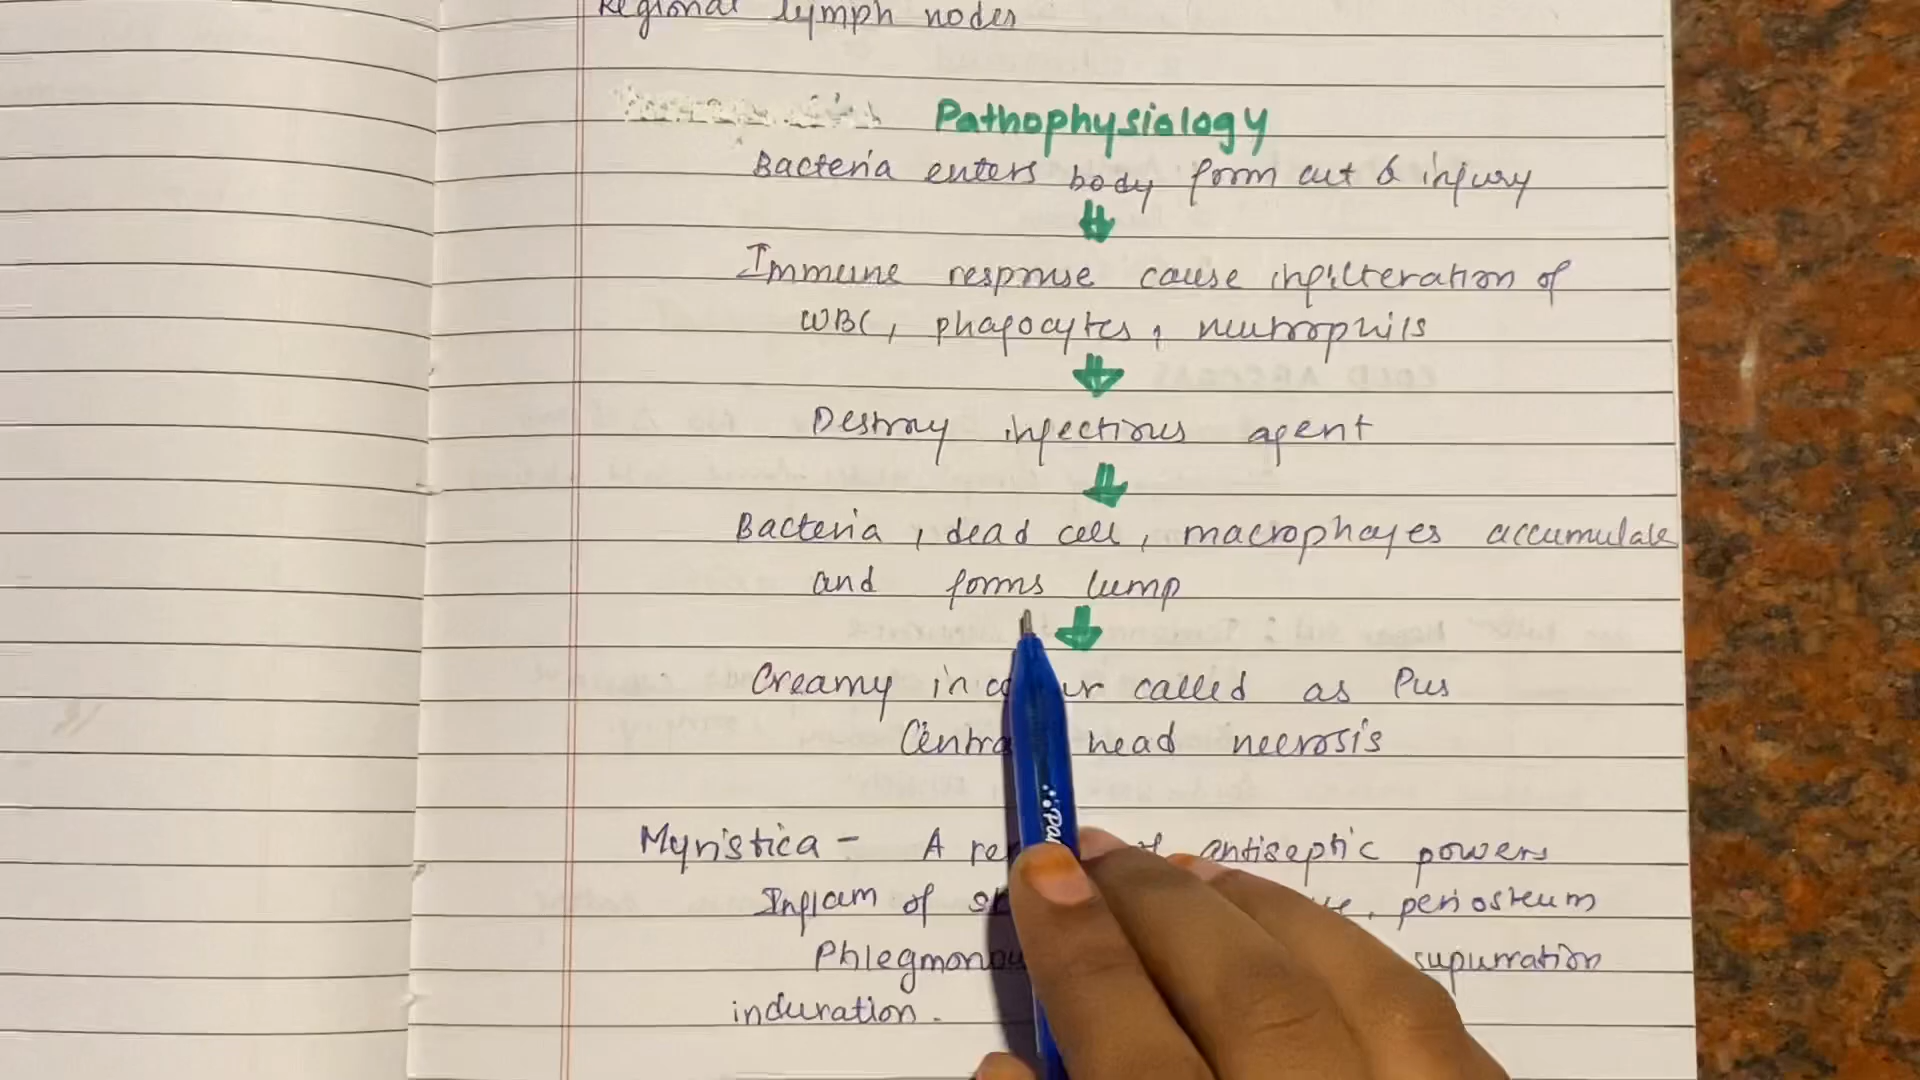 Regional lymph nodes
Pathophysiology
Bacteria enters body form cut & injury
Immune response cause infilteration of
WBC, phagocytes, neutrophils
Destroy infectious agent
Bacteria, dead cell, macrophages accumulate
and forms lump
Creamy in called as Pus
head necrosis
Myristica - A of antiseptic powers
Inflam of periosteum
supurration
induration.